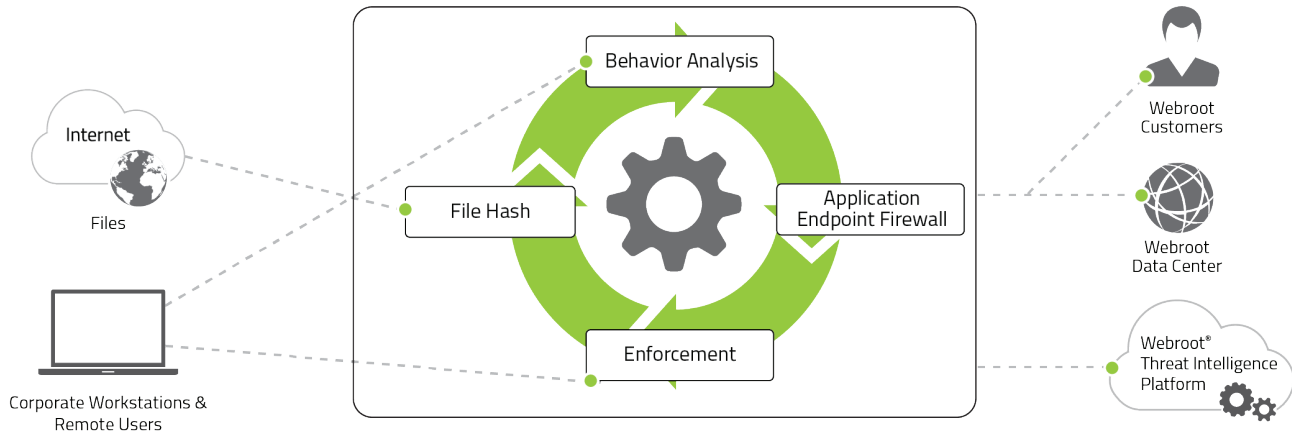 Internet
Files
Corporate Workstations &
Remote Users
Behavior Analysis
File Hash
Application
Endpoint Firewall
Enforcement
Webroot
Customers
Webroot
Data Center
Webroot®
Threat Intelligence
Platform